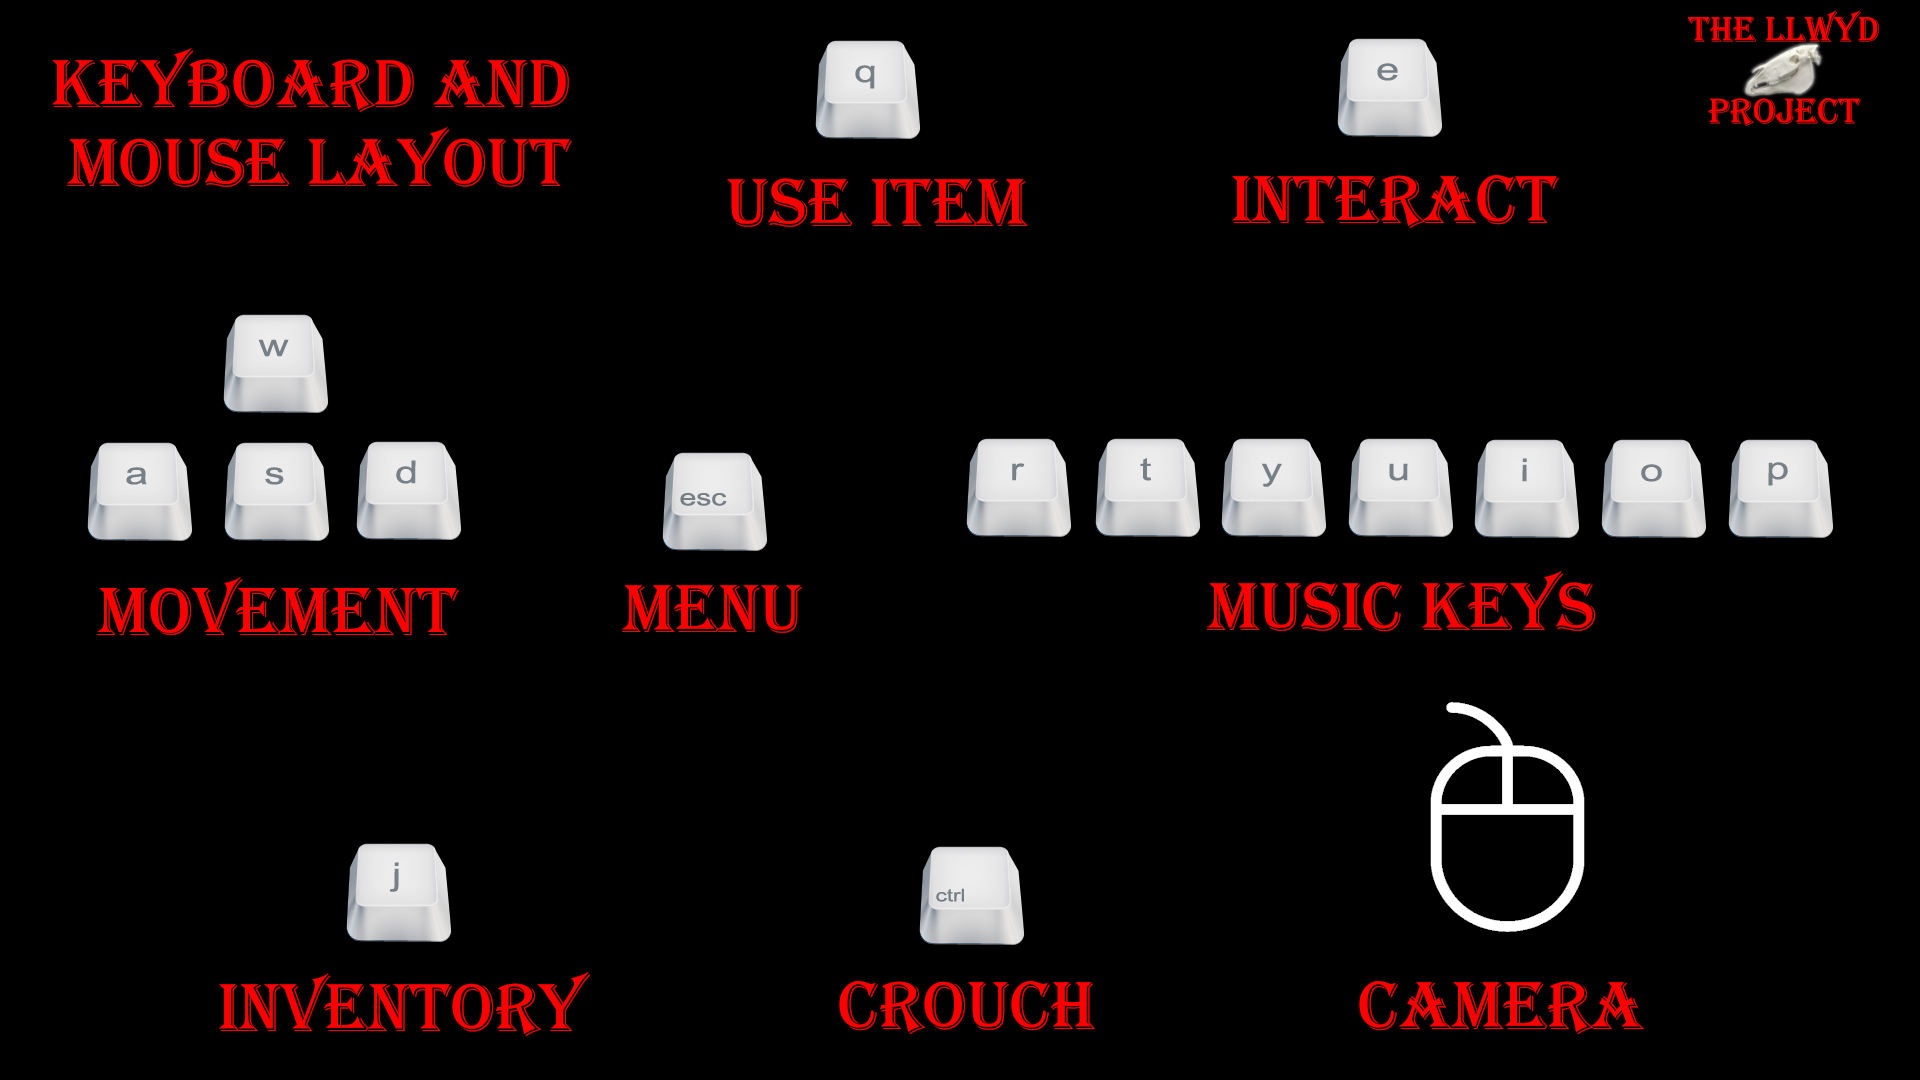 KEYBOARD AND
MOUSE LAYOUT
q
USE ITEM
e
INTERACT
THE LLWYD
PROJECT
w
a s d
MOVEMENT
esc
MENU
r t y u i o p
MUSIC KEYS
j
INVENTORY
ctrl
CROUCH
CAMERA